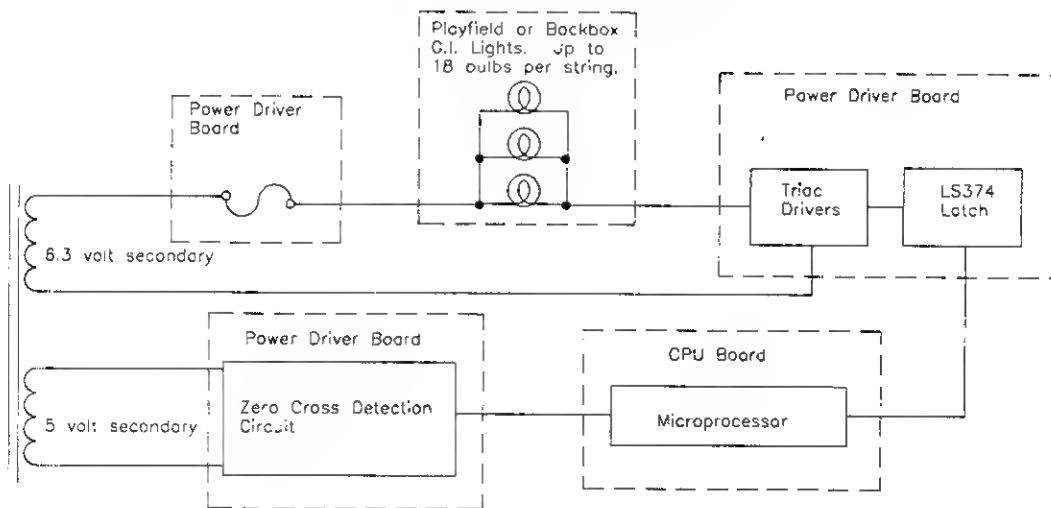 Playfield or Backbox
G.I. Lights. Up to
18 bulbs per string.
Power Driver
Board
Power Driver Board
Triac
Drivers
LS374
Latch
6.3 volt secondary
Power Driver Board
CPU Board
Zero Cross Detection
Circuit
Microprocessor
5 volt secondary